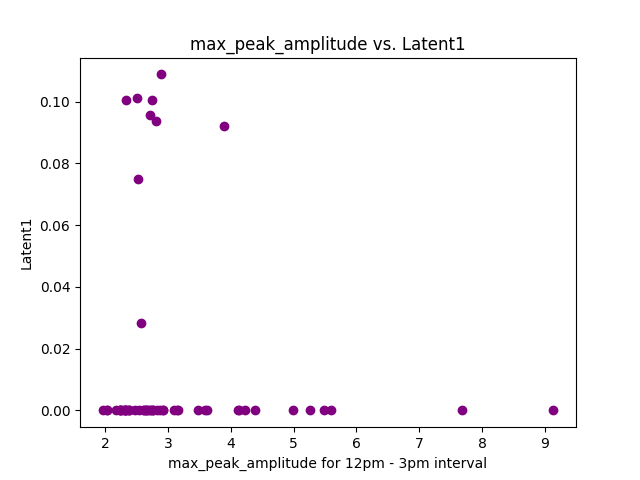 max_peak_amplitude vs. Latent1
0.10
0.08
0.06
0.04
0.02
0.00
Latent1
2 3 4 5 6 7 8 9
max_peak_amplitude for 12pm - 3pm interval